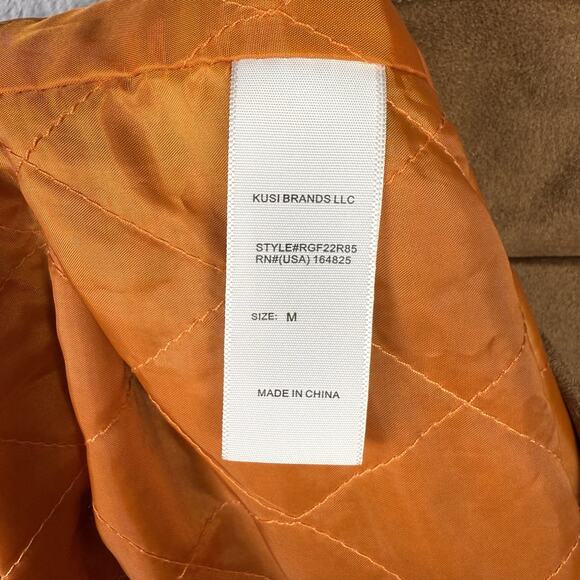 KUSI BRANDS LLC
STYLE#RGF22R85
RN#(USA) 164825
SIZE: M
MADE IN CHINA